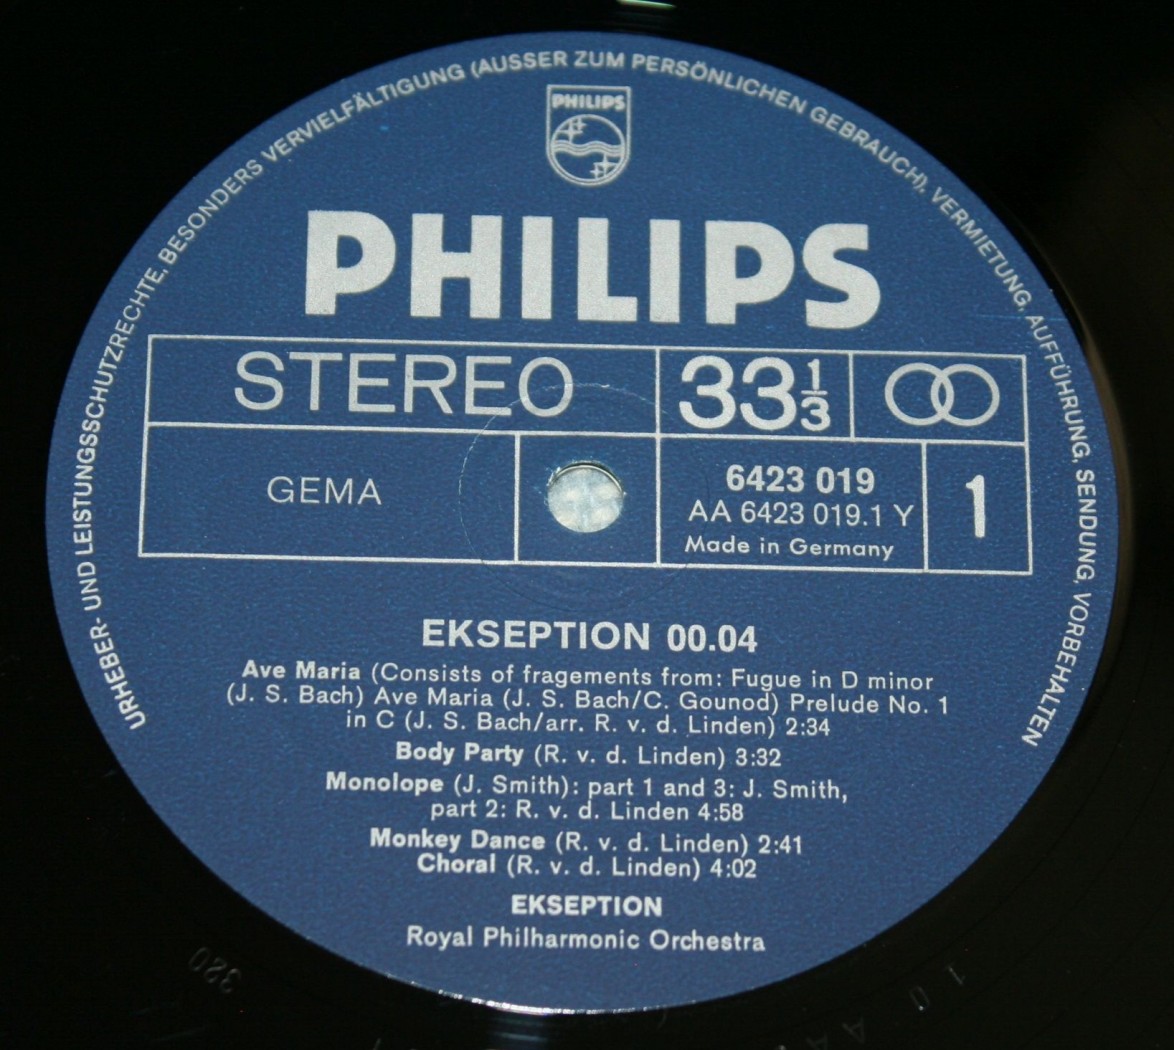 URHEBER- UND LEISTUNGSSCHUTZRECHTE, BESONDERS VERVIELFÄLTIGUNG (AUSSER ZUM PERSÖNLICHEN GEBRAUCH), VERMIETUNG, AUFFÜHRUNG, SENDUNG, VORBEHALTEN
PHILIPS
PHILIPS
STEREO 33 1/3
GEMA
6423 019
AA 6423 019.1 Y
Made in Germany
1
EKSEPTION 00.04
Ave Maria (Consists of fragements from: Fugue in D minor
(J. S. Bach) Ave Maria (J. S. Bach/C. Gounod) Prelude No. 1
in C (J. S. Bach/arr. R. v. d. Linden) 2:34
Body Party (R. v. d. Linden) 3:32
Monolope (J. Smith): part 1 and 3: J. Smith,
part 2: R. v. d. Linden 4:58
Monkey Dance (R. v. d. Linden) 2:41
Choral (R. v. d. Linden) 4:02
EKSEPTION
Royal Philharmonic Orchestra
320